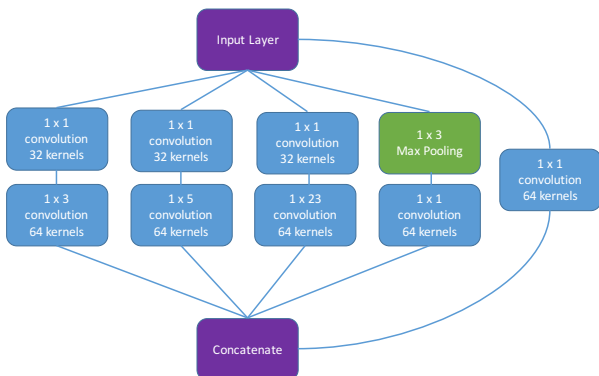 Input Layer
1 x 1
convolution
32 kernels
1 x 1
convolution
32 kernels
1 x 1
convolution
32 kernels
1 x 3
Max Pooling
1 x 1
convolution
64 kernels
1 x 3
convolution
64 kernels
1 x 5
convolution
64 kernels
1 x 23
convolution
64 kernels
1 x 1
convolution
64 kernels
Concatenate